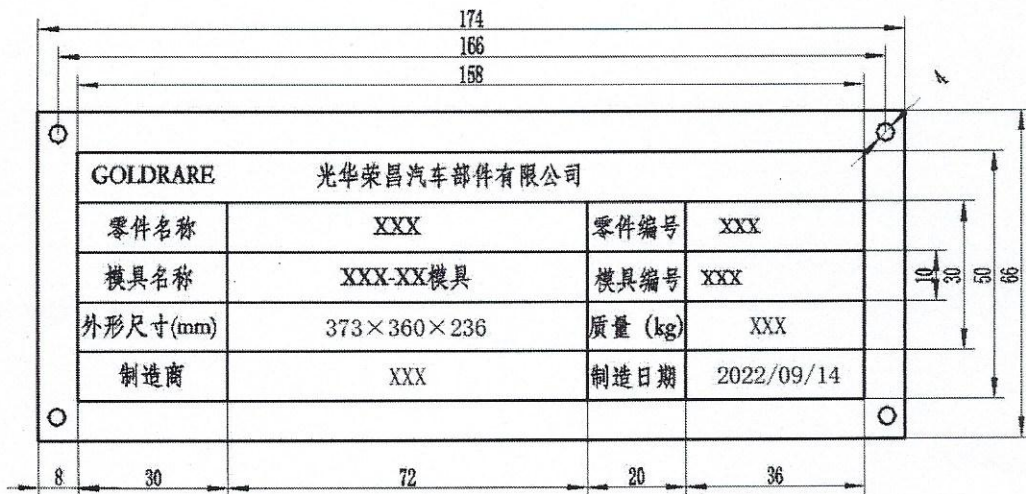 174
166
158
4
GOLDRARE 光华荣昌汽车部件有限公司
零件名称 XXX 零件编号 XXX
模具名称 XXX-XX模具 模具编号 XXX
外形尺寸(mm) 373×360×236 质量 (kg) XXX
制造商 XXX 制造日期 2022/09/14
10
30
50
66
8 30 72 20 36